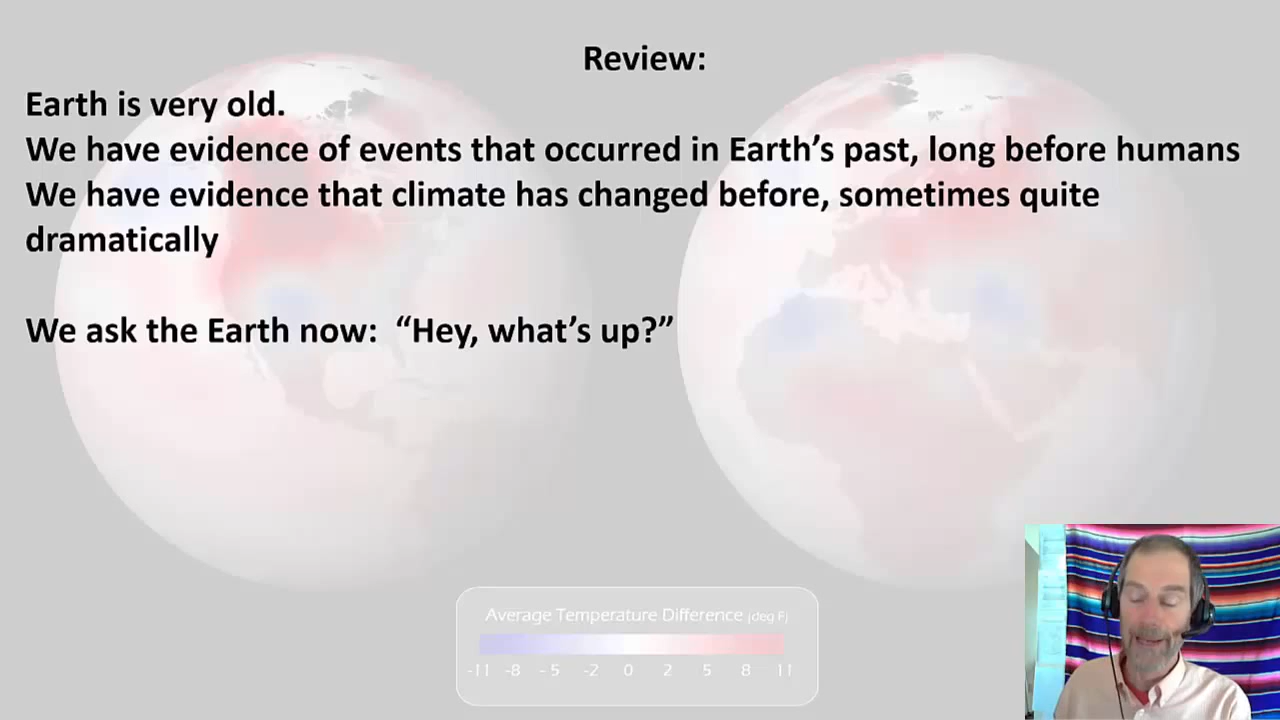 Review:
Earth is very old.
We have evidence of events that occurred in Earth’s past, long before humans
We have evidence that climate has changed before, sometimes quite
dramatically
We ask the Earth now:  “Hey, what’s up?”
Average Temperature Difference (deg F)
-11 -8 -5 -2 0 2 5 8 11